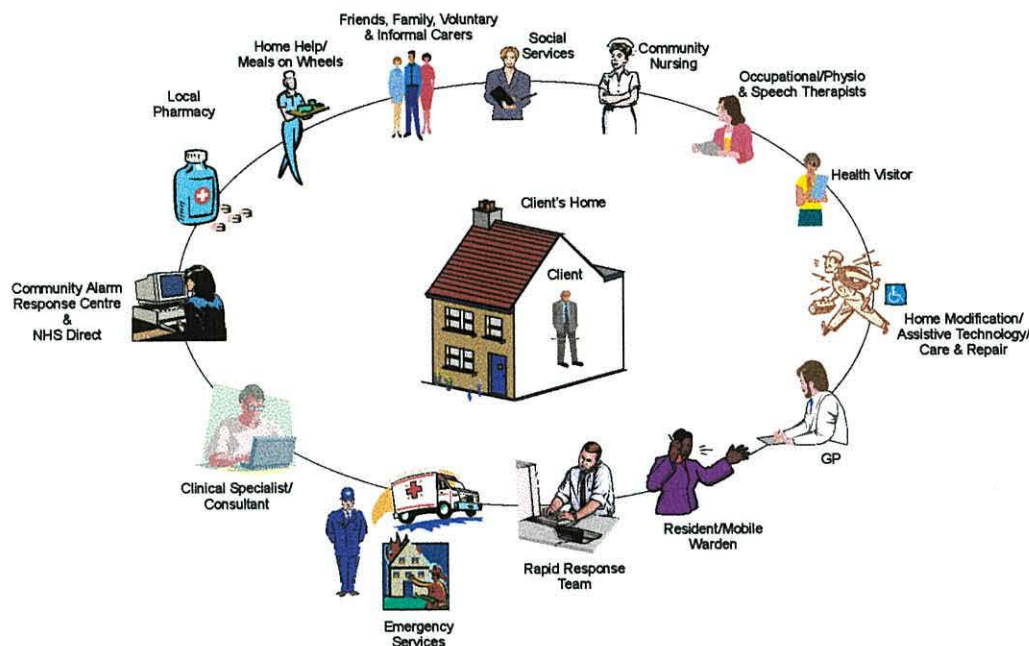 Friends, Family, Voluntary
& Informal Carers
Social
Services
Community
Nursing
Home Help/
Meals on Wheels
Occupational/Physio
& Speech Therapists
Local
Pharmacy
Health Visitor
Client's Home
Client
Community Alarm
Response Centre
&
NHS Direct
Home Modification/
Assistive Technology/
Care & Repair
GP
Clinical Specialist/
Consultant
Resident/Mobile
Warden
Rapid Response
Team
Emergency
Services